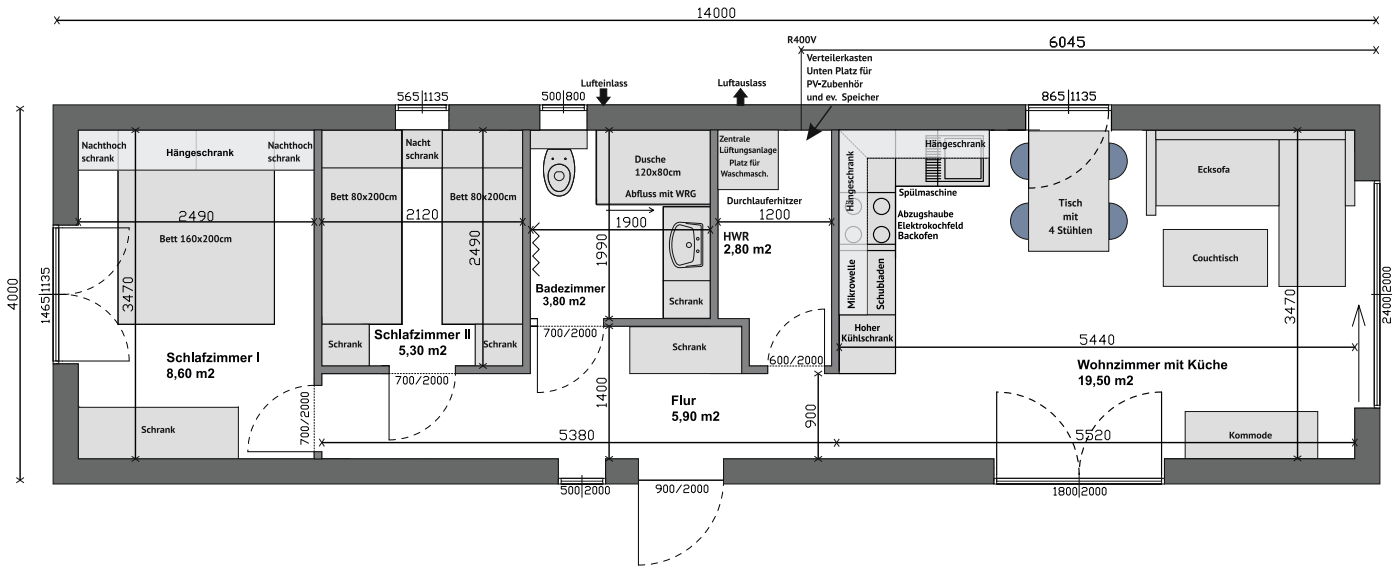 14000
6045
R400V
Verteilerkasten
Unten Platz für
PV-Zubenhör
und ev. Speicher
Lufteinlass
Luftauslass
565|1135
500|800
865|1135
Nachthoch
schrank
Hängeschrank
Nachthoch
schrank
Nacht
schrank
Bett 80x200cm
Bett 80x200cm
Dusche
120x80cm
Abfluss mit WRG
Zentrale
Lüftungsanlage
Platz für
Waschmasch.
Durchlauferhitzer
Hängeschrank
Hängeschrank
Spülmaschine
Abzugshaube
Elektrokochfeld
Backofen
Tisch
mit
4 Stühlen
Ecksofa
Couchtisch
2490
2120
1900
1200
Bett 160x200cm
2490
1990
HWR
2,80 m2
4000
1465|1135
3470
Badezimmer
3,80 m2
Schrank
Mikrowelle
Schubladen
3470
2400|2000
Schlafzimmer I
8,60 m2
Schrank
Schlafzimmer II
5,30 m2
Schrank
700/2000
700/2000
Schrank
600/2000
Hoher
Kühlschrank
5440
Wohnzimmer mit Küche
19,50 m2
Schrank
700/2000
1400
Flur
5,90 m2
900
5380
5520
Kommode
500|2000
900/2000
1800|2000